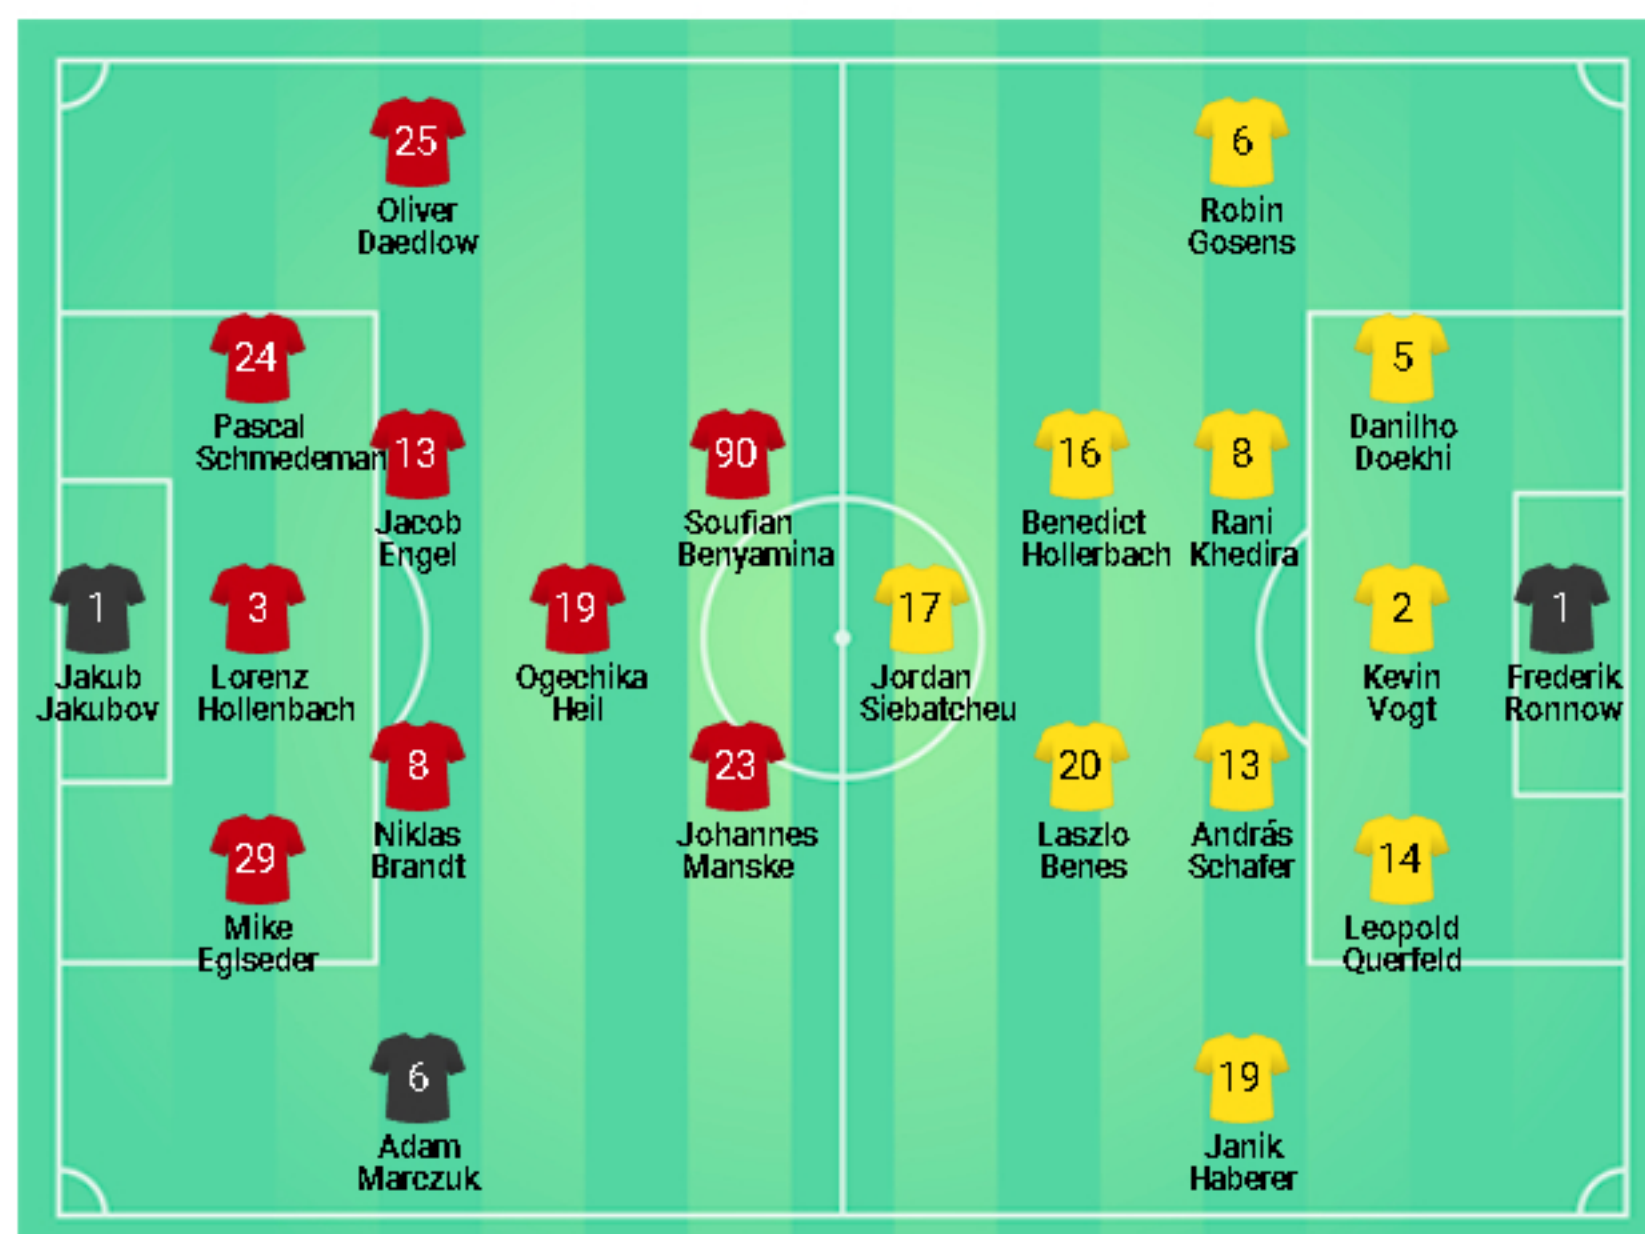 25
Oliver
Daedlow
6
Robin
Gosens
24
Pascal
Schmedeman
5
Danilho
Doekhi
13
Jacob
Engel
90
Soufian
Benyamina
16
Benedict
Hollerbach
8
Rani
Khedira
1
Jakub
Jakubov
3
Lorenz
Hollenbach
19
Ogechika
Heil
17
Jordan
Siebatcheu
2
Kevin
Vogt
1
Frederik
Ronnow
8
Niklas
Brandt
23
Johannes
Manske
20
Laszlo
Benes
13
András
Schafer
29
Mike
Eglseder
14
Leopold
Querfeld
6
Adam
Marczuk
19
Janik
Haberer